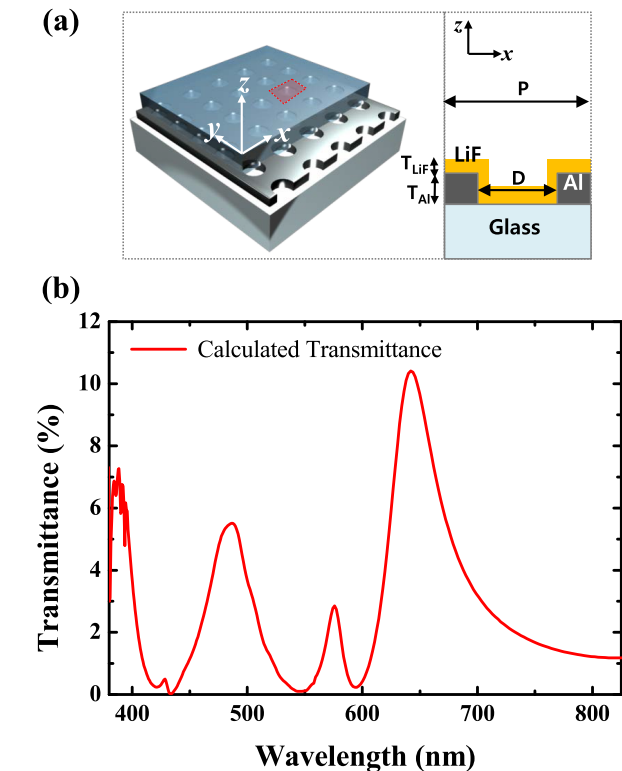 (a)
z
y
x
z
x
P
T_LiF
LiF
D
Al
T_Al
Glass
(b)
12
Calculated Transmittance
10
8
6
4
2
0
Transmittance (%)
400
500
600
700
800
Wavelength (nm)